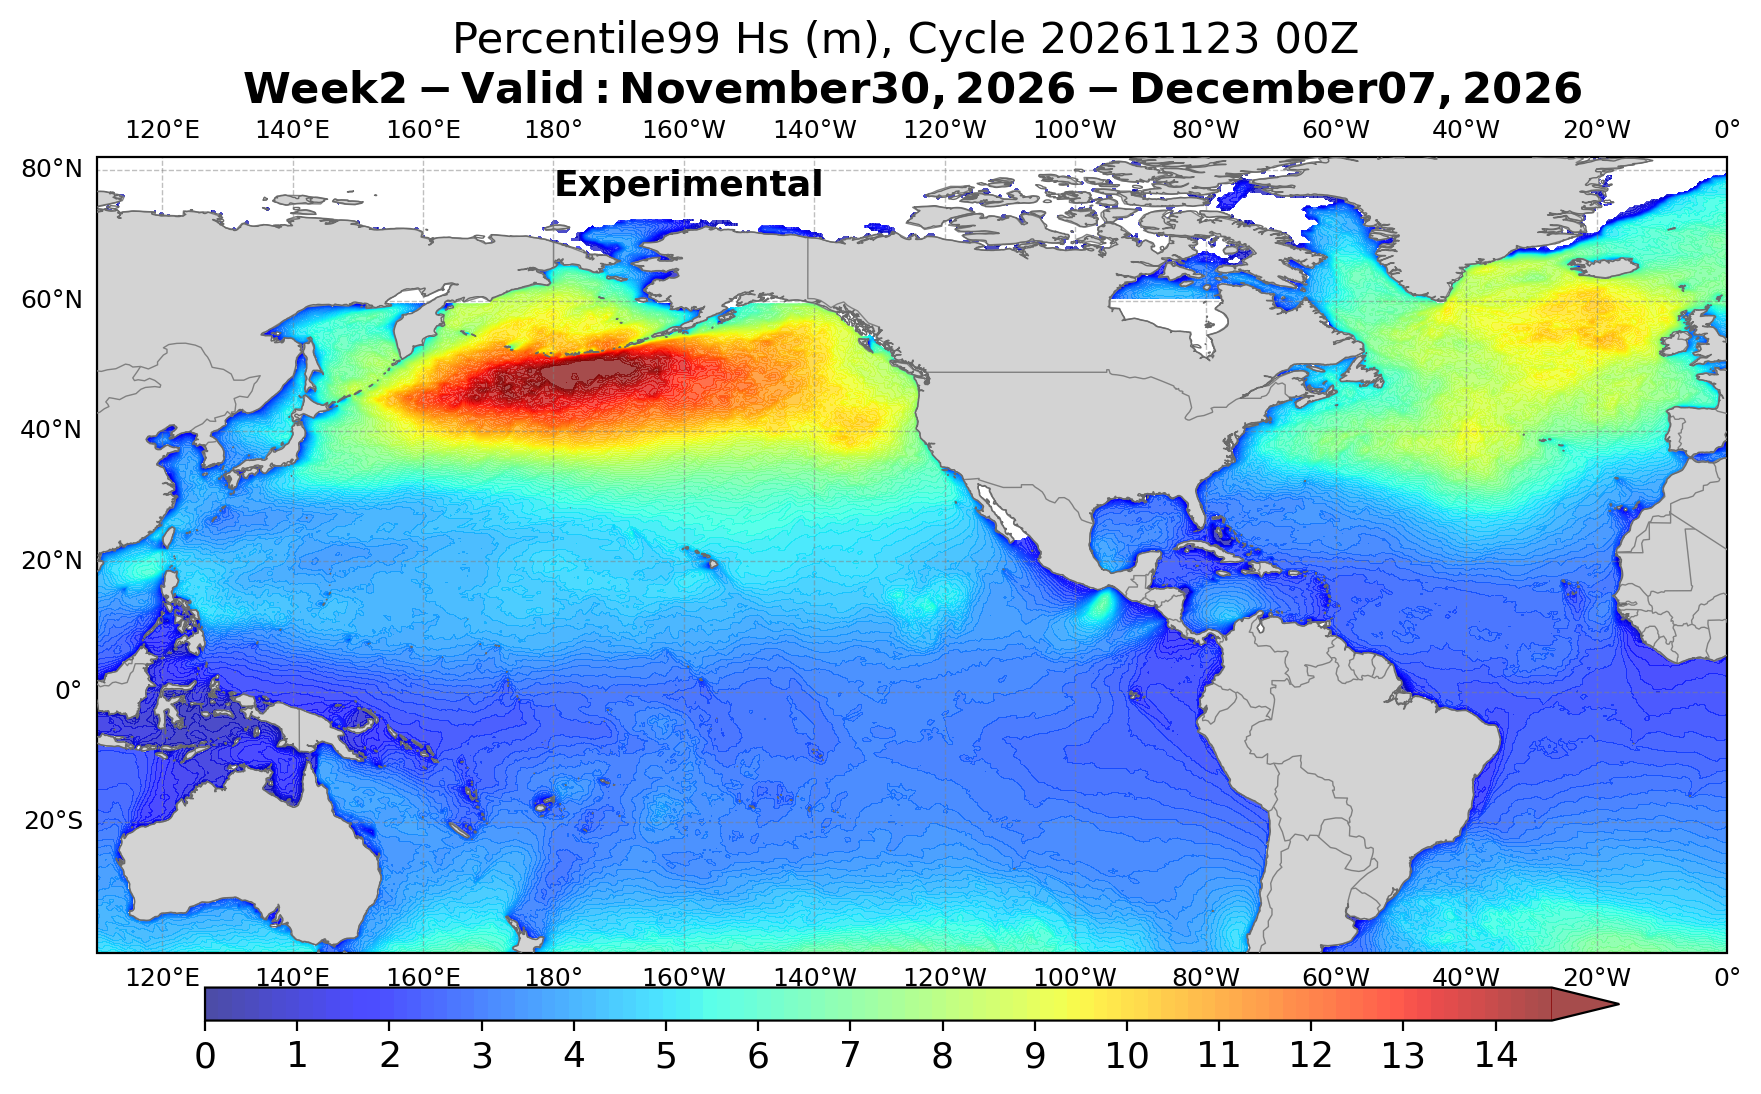 Percentile99 Hs (m), Cycle 20261123 00Z
Week2 − Valid : November30, 2026 − December07, 2026
120°E 140°E 160°E 180° 160°W 140°W 120°W 100°W 80°W 60°W 40°W 20°W 0°
80°N
Experimental
60°N
40°N
20°N
0°
20°S
120°E 140°E 160°E 180° 160°W 140°W 120°W 100°W 80°W 60°W 40°W 20°W 0°
0 1 2 3 4 5 6 7 8 9 10 11 12 13 14